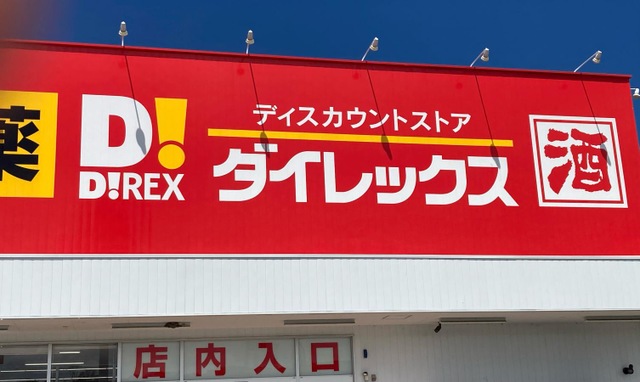 薬
D!
D!REX
ディスカウントストア
ダイレックス
酒
店内入口